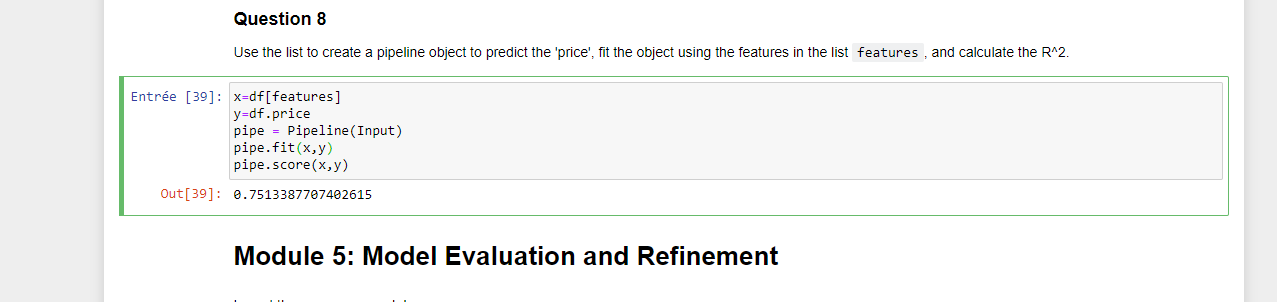 Question 8
Use the list to create a pipeline object to predict the 'price', fit the object using the features in the list features , and calculate the R^2.
Entrée [39]: x=df[features]
y=df.price
pipe = Pipeline(Input)
pipe.fit(x,y)
pipe.score(x,y)
Out[39]: 0.7513387707402615
Module 5: Model Evaluation and Refinement